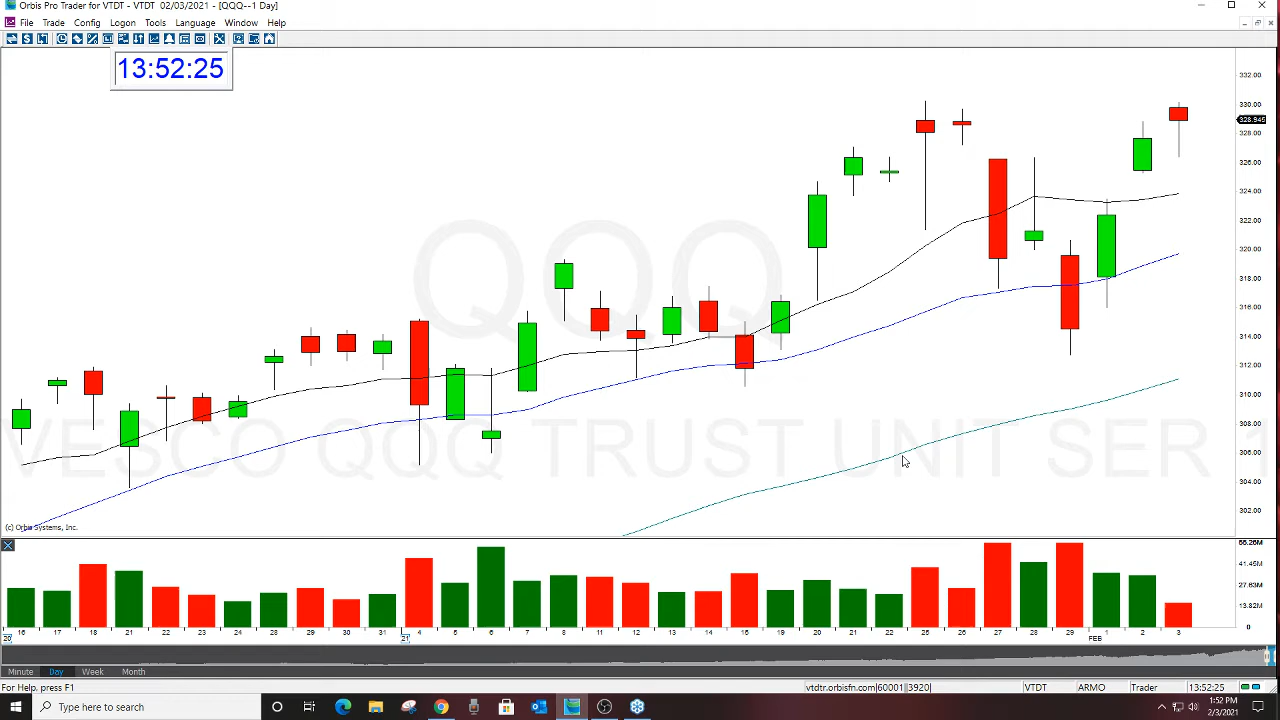 Orbis Pro Trader for VTDT - VTDT 02/03/2021 - [QQQ--1 Day]
File Trade Config Logon Tools Language Window Help
13:52:25
QQQ
VESCO QQQ TRUST UNIT SER 1
332.00
330.00
328.945
328.00
326.00
324.00
322.00
320.00
318.00
316.00
314.00
312.00
310.00
308.00
306.00
304.00
302.00
(c) Orbis Systems, Inc.
55.26M
41.45M
27.63M
13.82M
0
16 17 18 21 22 23 24 28 29 30 31 4 5 6 7 8 11 12 13 14 15 19 20 21 22 25 26 27 28 29 1 2 3
20 21 FEB
Minute Day Week Month
For Help, press F1 vtdtr.orbisfn.com|60001||3920| VTDT ARMO Trader 13:52:25
Type here to search
1:52 PM
2/3/2021